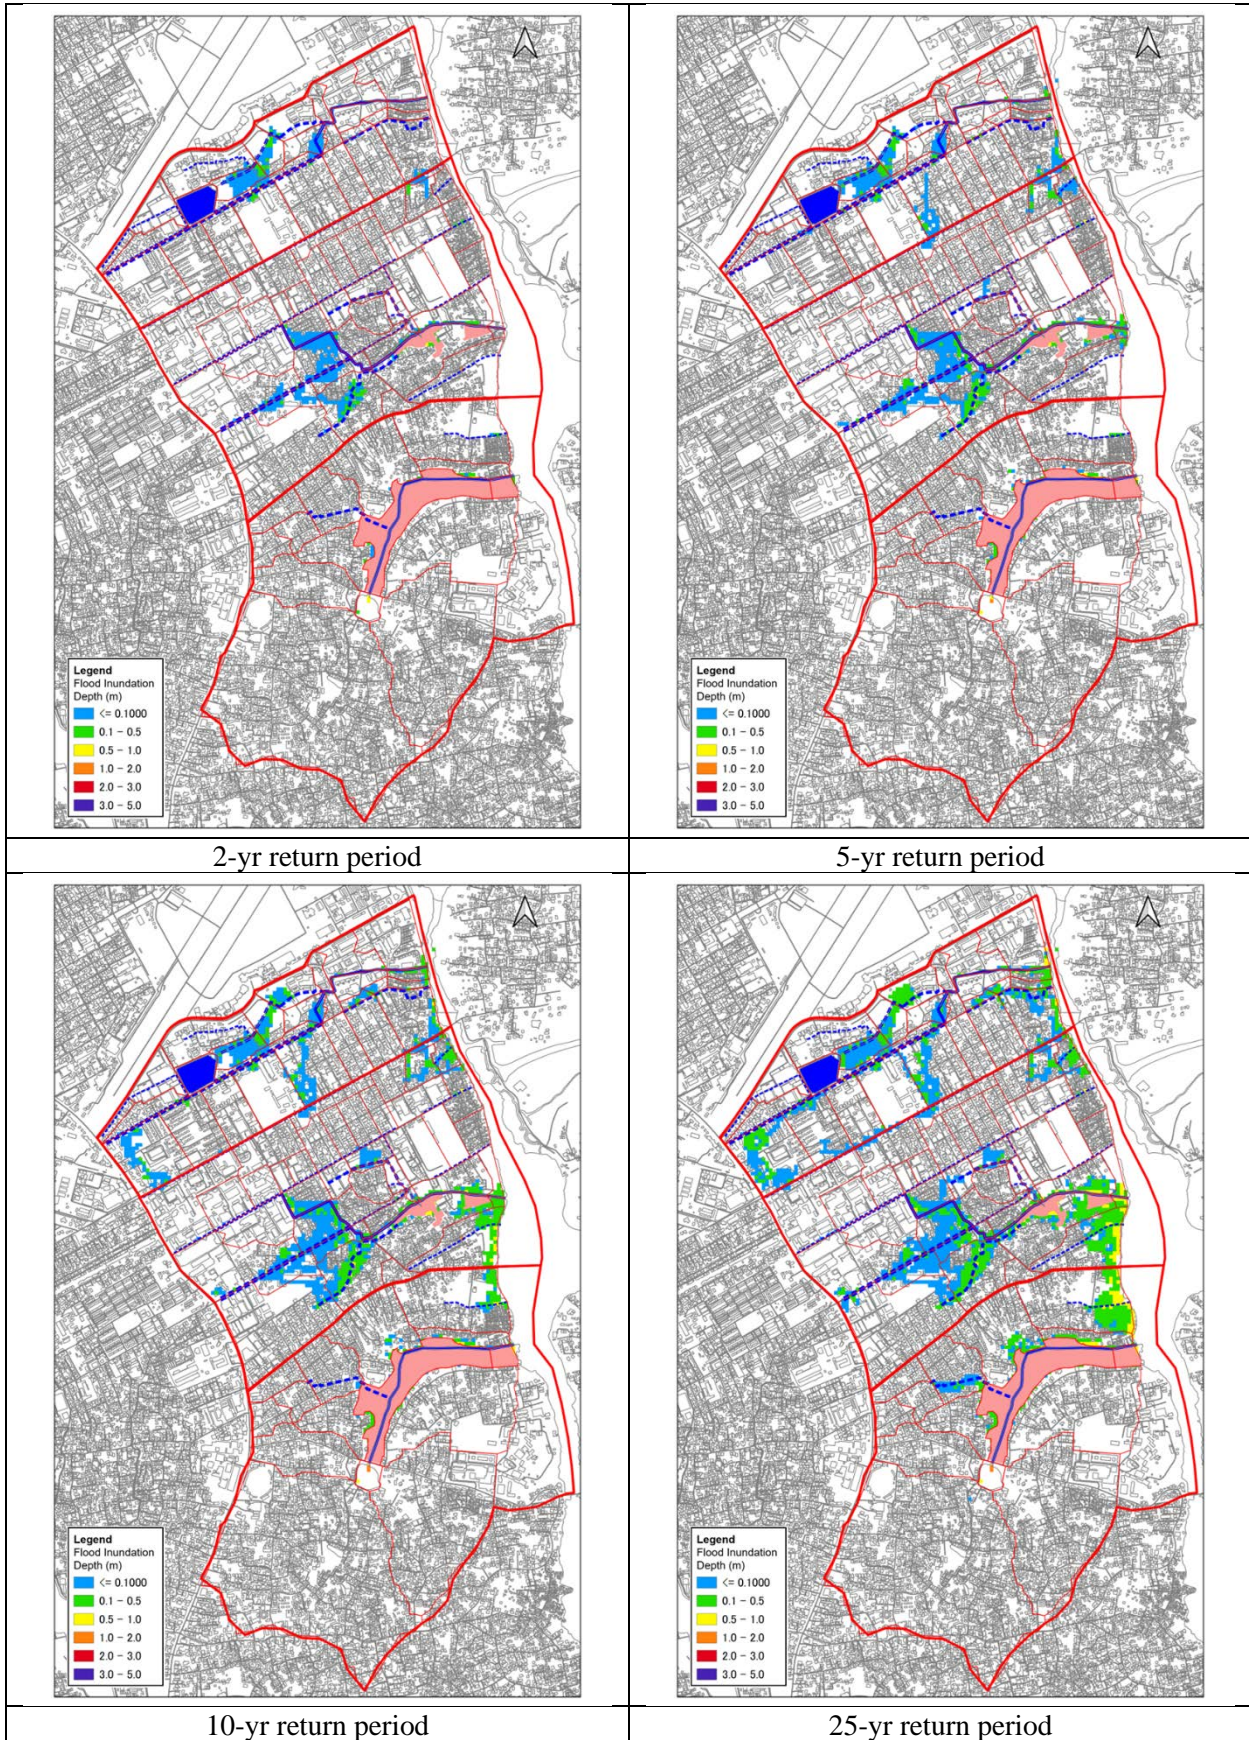 Legend
Flood Inundation
Depth (m)
<= 0.1000
0.1 - 0.5
0.5 - 1.0
1.0 - 2.0
2.0 - 3.0
3.0 - 5.0
Legend
Flood Inundation
Depth (m)
<= 0.1000
0.1 - 0.5
0.5 - 1.0
1.0 - 2.0
2.0 - 3.0
3.0 - 5.0
2-yr return period
5-yr return period
Legend
Flood Inundation
Depth (m)
<= 0.1000
0.1 - 0.5
0.5 - 1.0
1.0 - 2.0
2.0 - 3.0
3.0 - 5.0
Legend
Flood Inundation
Depth (m)
<= 0.1000
0.1 - 0.5
0.5 - 1.0
1.0 - 2.0
2.0 - 3.0
3.0 - 5.0
10-yr return period
25-yr return period